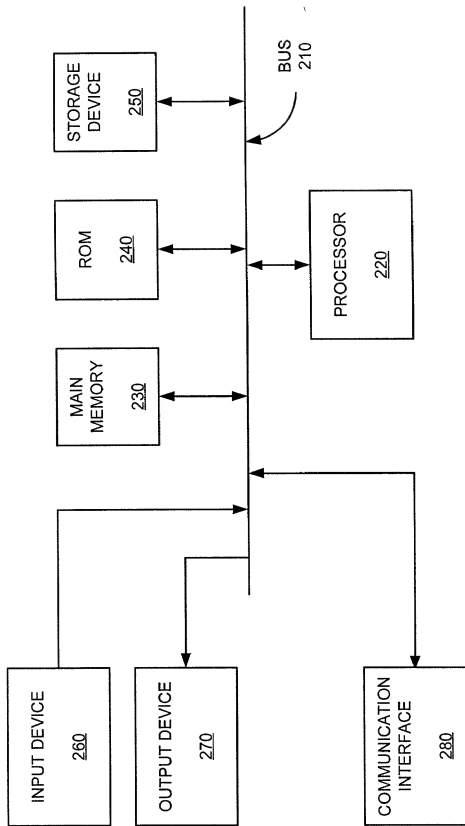 INPUT DEVICE
260
OUTPUT DEVICE
270
COMMUNICATION
INTERFACE
280
MAIN
MEMORY
230
ROM
240
STORAGE
DEVICE
250
PROCESSOR
220
BUS
210